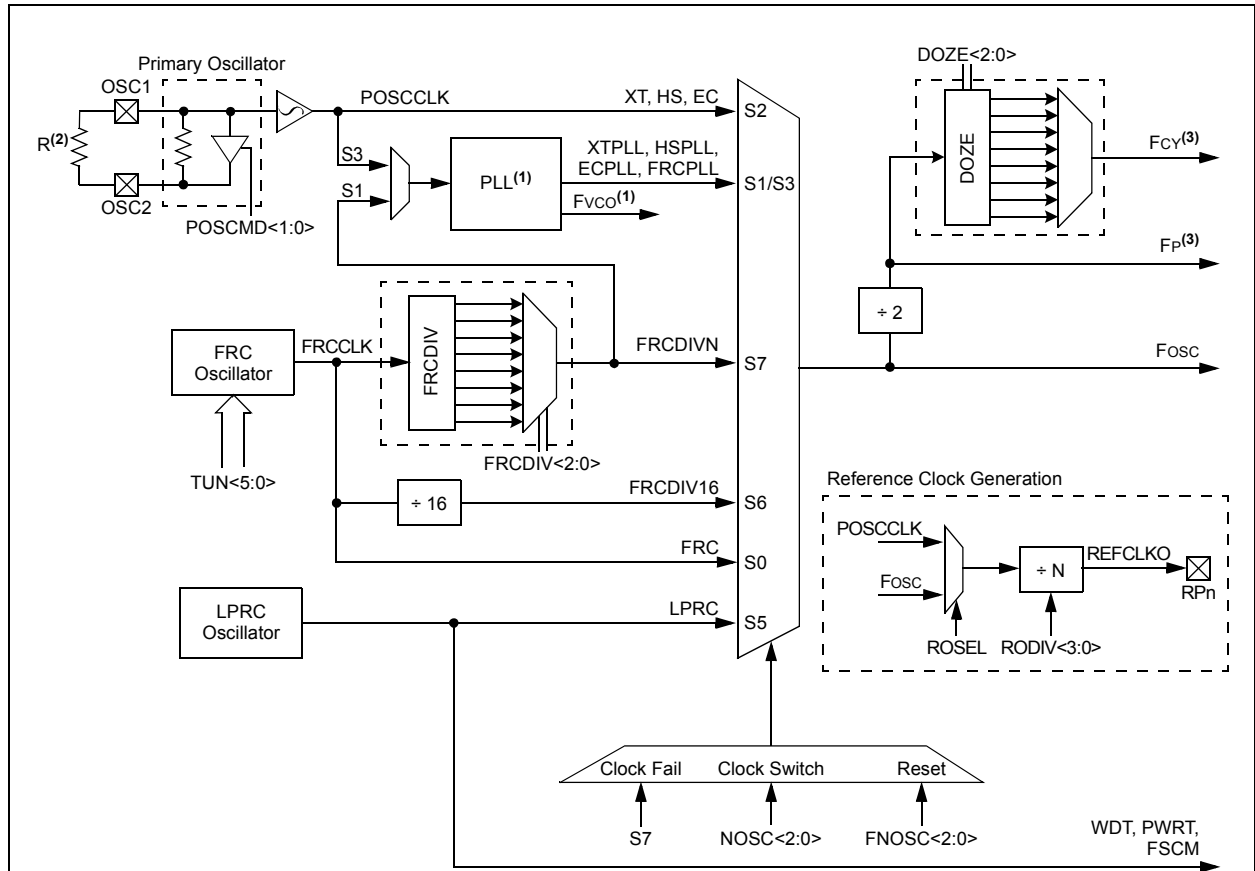 Primary Oscillator
OSC1
R(2)
OSC2
POSCMD<1:0>
POSCCLK
S3
S1
PLL(1)
FVCO(1)
XT, HS, EC
XTPLL, HSPLL,
ECPLL, FRCPLL
S2
S1/S3
DOZE<2:0>
DOZE
FCY(3)
FP(3)
÷ 2
FOSC
FRC
Oscillator
TUN<5:0>
FRCCLK
FRCDIV
FRCDIV<2:0>
FRCDIVN
S7
÷ 16
FRCDIV16
S6
FRC
S0
LPRC
Oscillator
LPRC
S5
Reference Clock Generation
POSCCLK
FOSC
ROSEL
÷ N
RODIV<3:0>
REFCLKO
RPn
Clock Fail
Clock Switch
Reset
S7
NOSC<2:0>
FNOSC<2:0>
WDT, PWRT,
FSCM